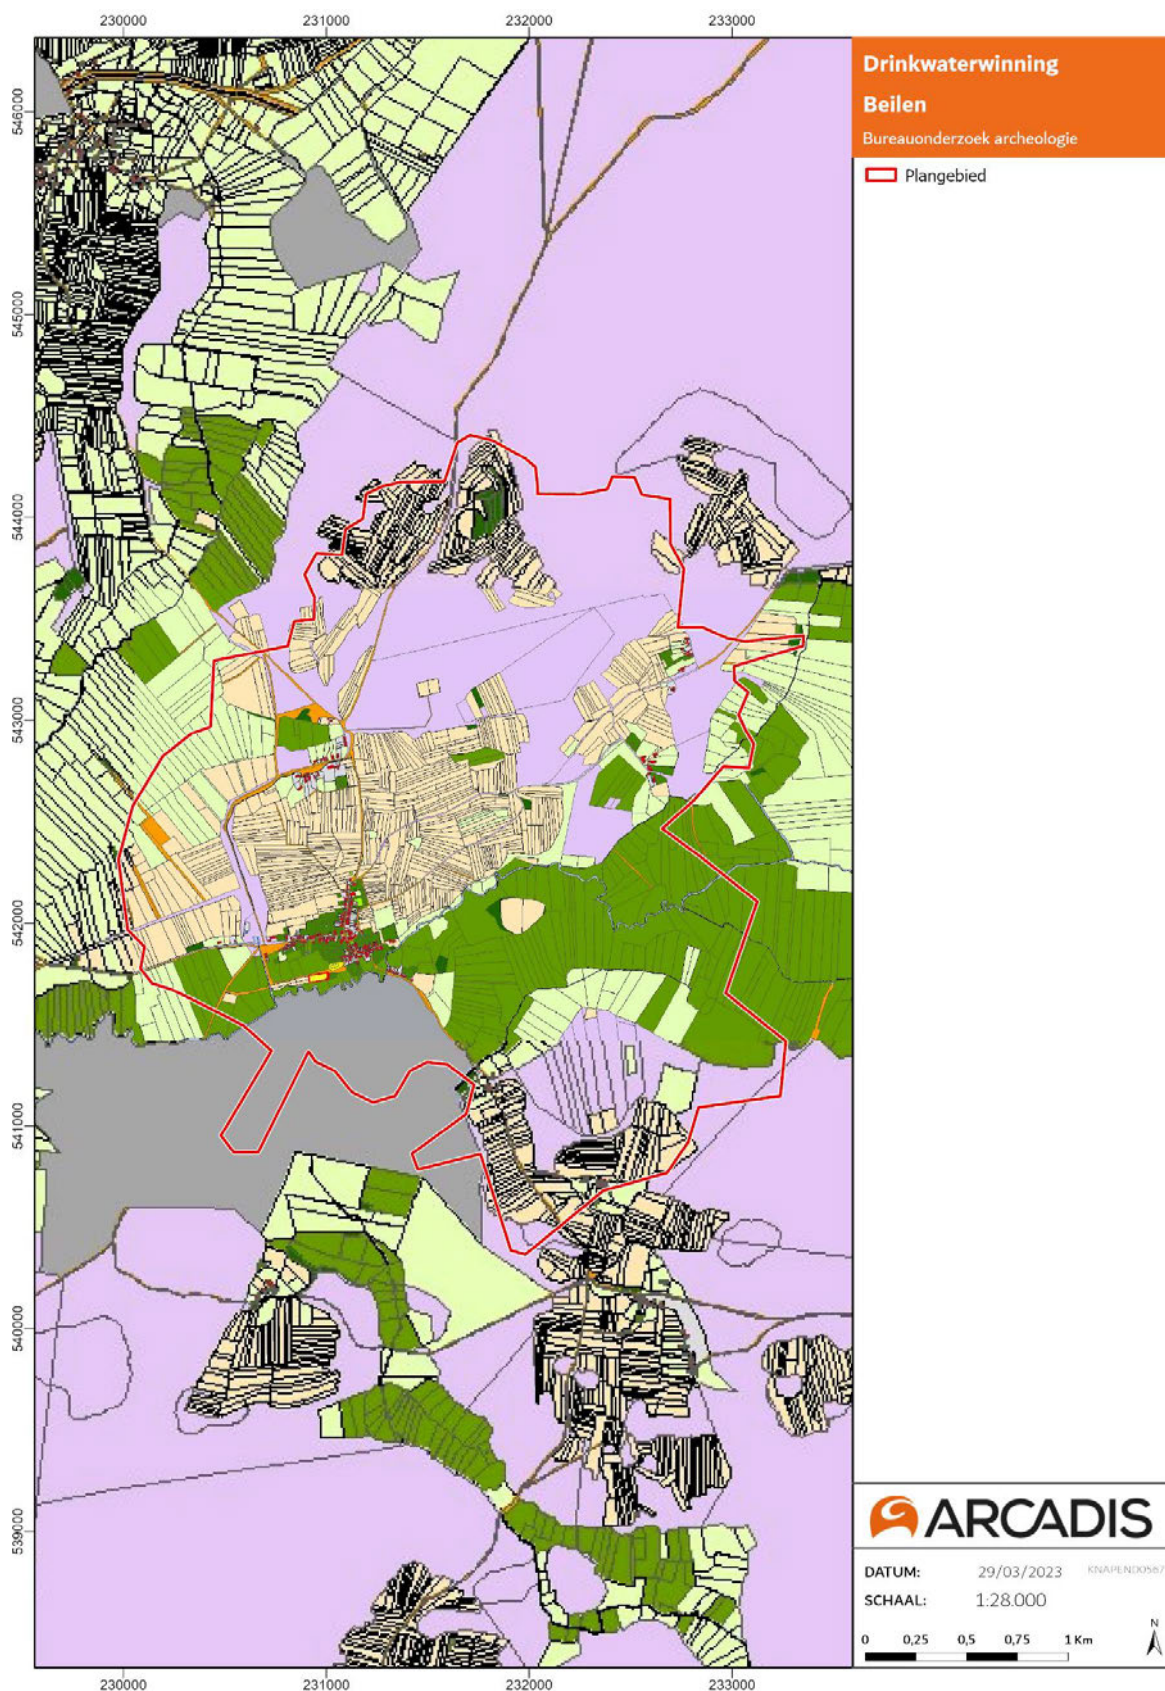 230000 231000 232000 233000
Drinkwaterwinning
Beilen
Bureauonderzoek archeologie
Plangebied
546000
545000
544000
543000
542000
541000
540000
539000
ARCADIS
DATUM: 29/03/2023
SCHAAL: 1:28.000
N
0 0,25 0,5 0,75 1 Km
230000 231000 232000 233000